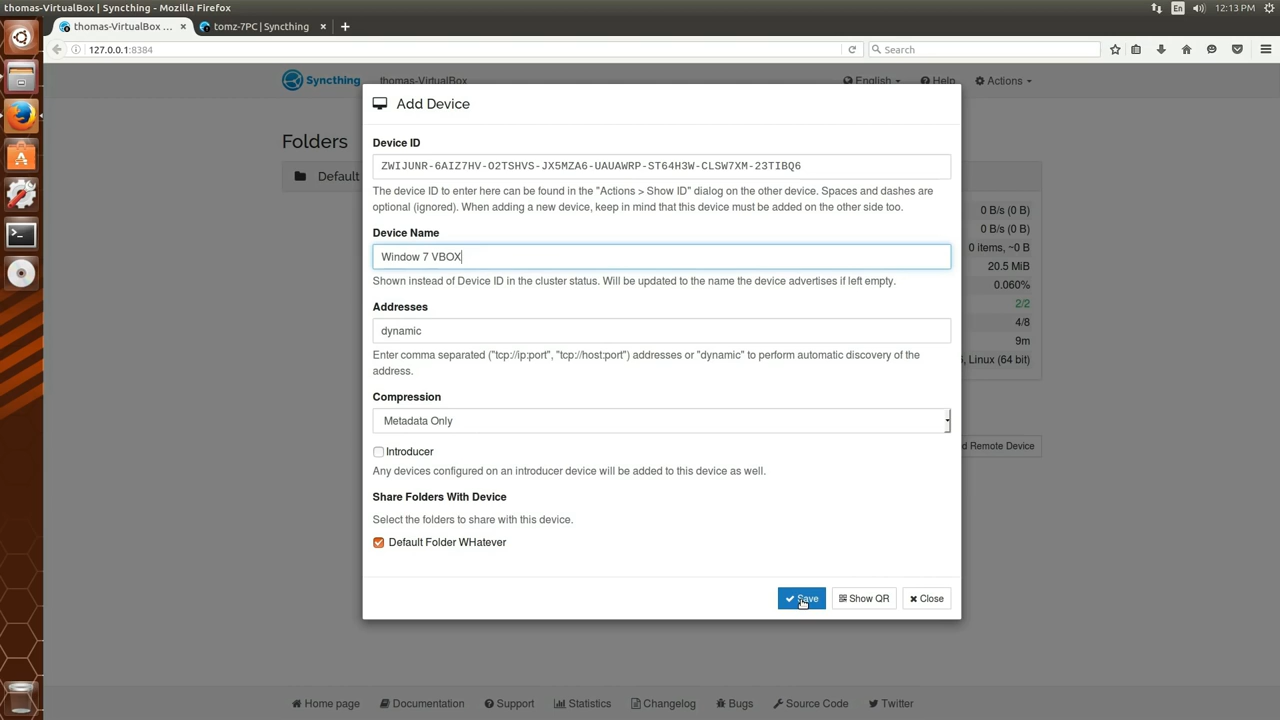 thomas-VirtualBox | Syncthing - Mozilla Firefox
En
12:13 PM
thomas-VirtualBox ...
tomz-7PC | Syncthing
127.0.0.1:8384
Search
Syncthing
thomas-VirtualBox
English
Help
Actions
Add Device
Folders
Default
Device ID
ZWIJUNR-6AIZ7HV-O2TSHVS-JX5MZA6-UAUAWRP-ST64H3W-CLSW7XM-23TIBQ6
The device ID to enter here can be found in the "Actions > Show ID" dialog on the other device. Spaces and dashes are
optional (ignored). When adding a new device, keep in mind that this device must be added on the other side too.
Device Name
Window 7 VBOX
Shown instead of Device ID in the cluster status. Will be updated to the name the device advertises if left empty.
Addresses
dynamic
Enter comma separated ("tcp://ip:port", "tcp://host:port") addresses or "dynamic" to perform automatic discovery of the
address.
Compression
Metadata Only
Introducer
Any devices configured on an introducer device will be added to this device as well.
Share Folders With Device
Select the folders to share with this device.
Default Folder WHatever
Save
Show QR
Close
0 B/s (0 B)
0 B/s (0 B)
0 items, ~0 B
20.5 MiB
0.060%
2/2
4/8
9m
, Linux (64 bit)
d Remote Device
Home page
Documentation
Support
Statistics
Changelog
Bugs
Source Code
Twitter